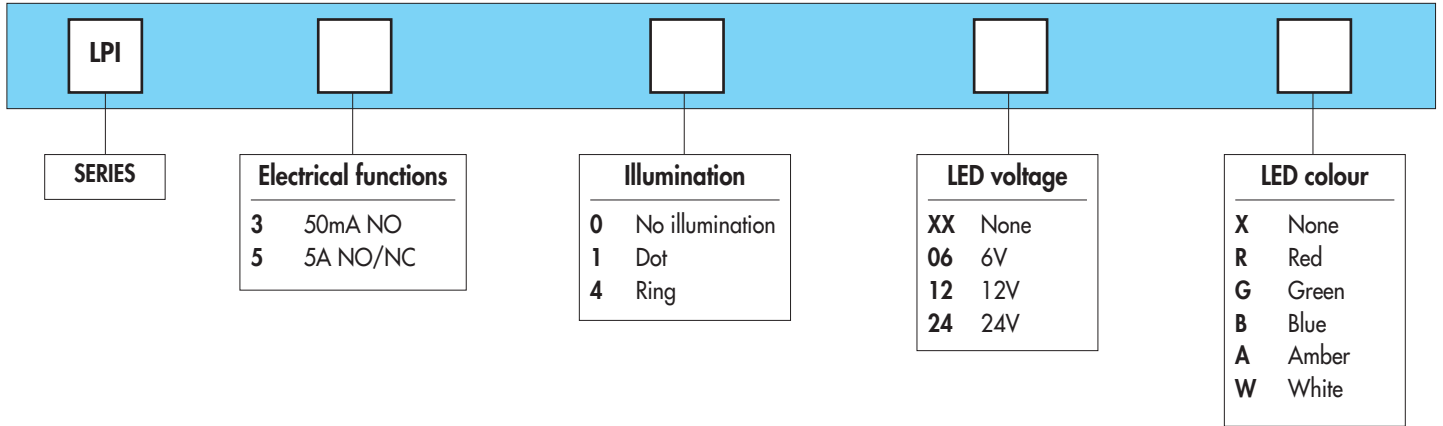 LPI
SERIES
Electrical functions
3 50mA NO
5 5A NO/NC
Illumination
0 No illumination
1 Dot
4 Ring
LED voltage
XX None
06 6V
12 12V
24 24V
LED colour
X None
R Red
G Green
B Blue
A Amber
W White